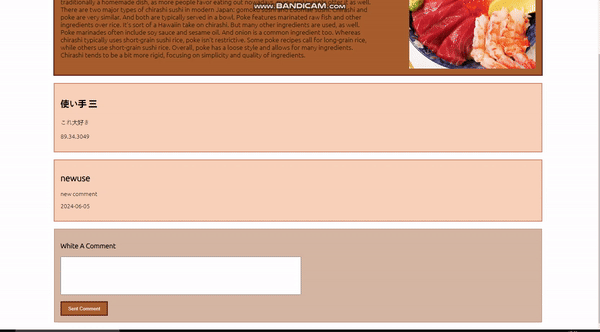 traditionally a homemade dish, as more people favor eating out no
WWW.BANDICAM.COM
as well.
There are two major types of chirashi sushi in modern Japan: gomo
rashi and
poke are very similar. And both are typically served in a bowl. Poke features marinated raw fish and other
ingredients over rice. It's sort of a Hawaiin take on chirashi. But many other ingredients are used, as well.
Poke marinades often include soy sauce and sesame oil. And onion is a common ingredient too. Whereas
chirashi typically uses short-grain sushi rice, poke isn't restrictive. Some poke recipes call for long-grain rice,
while others use short-grain sushi rice. Overall, poke has a loose style and allows for many ingredients.
Chirashi tends to be a bit more rigid, focusing on simplicity and quality of ingredients.
使い手 三
これ大好き
89.34.3049
newuse
new comment
2024-06-05
White A Comment
Sent Comment